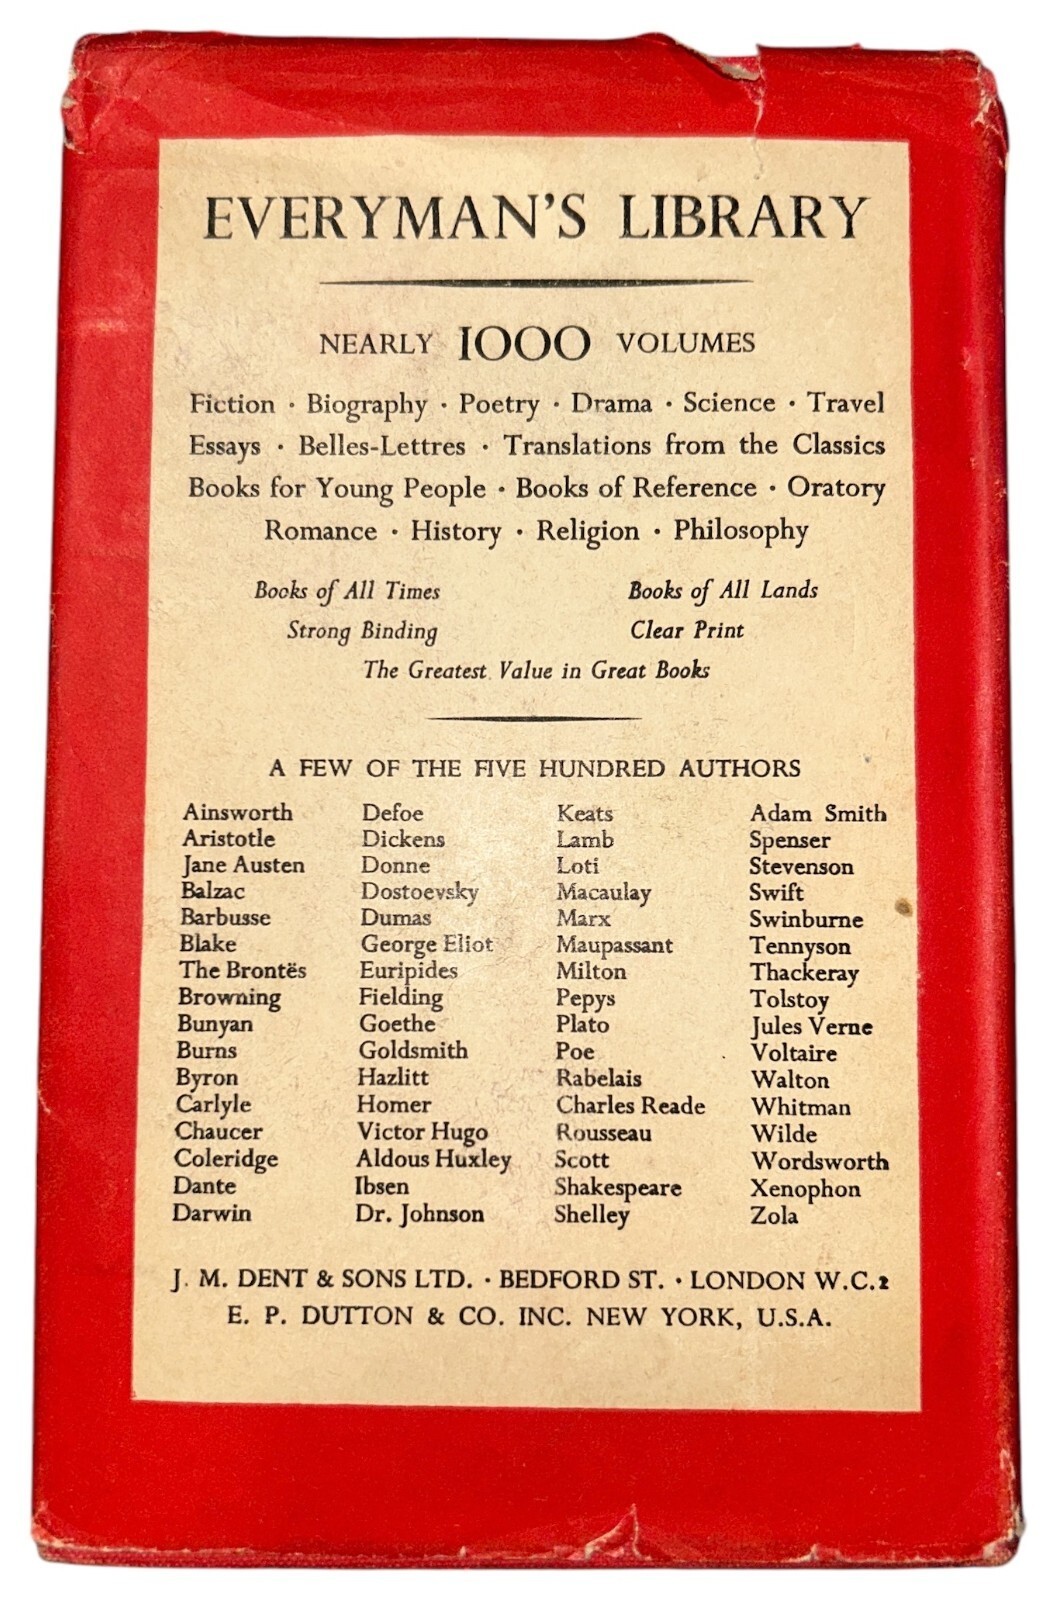 EVERYMAN'S LIBRARY
NEARLY 1000 VOLUMES
Fiction · Biography · Poetry · Drama · Science · Travel
Essays · Belles-Lettres · Translations from the Classics
Books for Young People · Books of Reference · Oratory
Romance · History · Religion · Philosophy
Books of All Times Books of All Lands
Strong Binding Clear Print
The Greatest Value in Great Books
A FEW OF THE FIVE HUNDRED AUTHORS
Ainsworth
Aristotle
Jane Austen
Balzac
Barbusse
Blake
The Brontës
Browning
Bunyan
Burns
Byron
Carlyle
Chaucer
Coleridge
Dante
Darwin
Defoe
Dickens
Donne
Dostoevsky
Dumas
George Eliot
Euripides
Fielding
Goethe
Goldsmith
Hazlitt
Homer
Victor Hugo
Aldous Huxley
Ibsen
Dr. Johnson
Keats
Lamb
Loti
Macaulay
Marx
Maupassant
Milton
Pepys
Plato
Poe
Rabelais
Charles Reade
Rousseau
Scott
Shakespeare
Shelley
Adam Smith
Spenser
Stevenson
Swift
Swinburne
Tennyson
Thackeray
Tolstoy
Jules Verne
Voltaire
Walton
Whitman
Wilde
Wordsworth
Xenophon
Zola
J. M. DENT & SONS LTD. · BEDFORD ST. · LONDON W.C.2
E. P. DUTTON & CO. INC. NEW YORK, U.S.A.